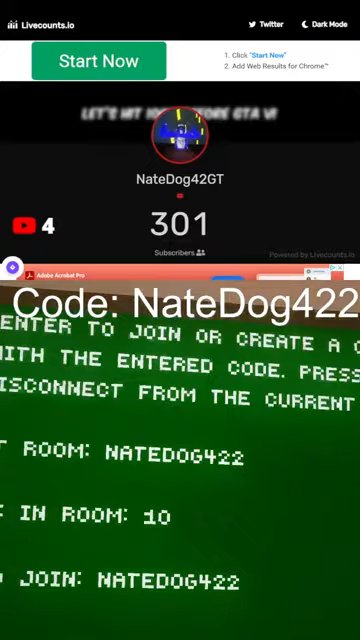 Livecounts.io
Twitter
Dark Mode
Start Now
1. Click "Start Now"
2. Add Web Results for Chrome™
NateDog42GT
301
4
Subscribers
Powered by Livecounts.io
Adobe Acrobat Pro
Code: NateDog422
ENTER TO JOIN OR CREATE A
WITH THE ENTERED CODE. PRESS
DISCONNECT FROM THE CURRENT
ROOM: NATEDOG422
IN ROOM: 10
JOIN: NATEDOG422